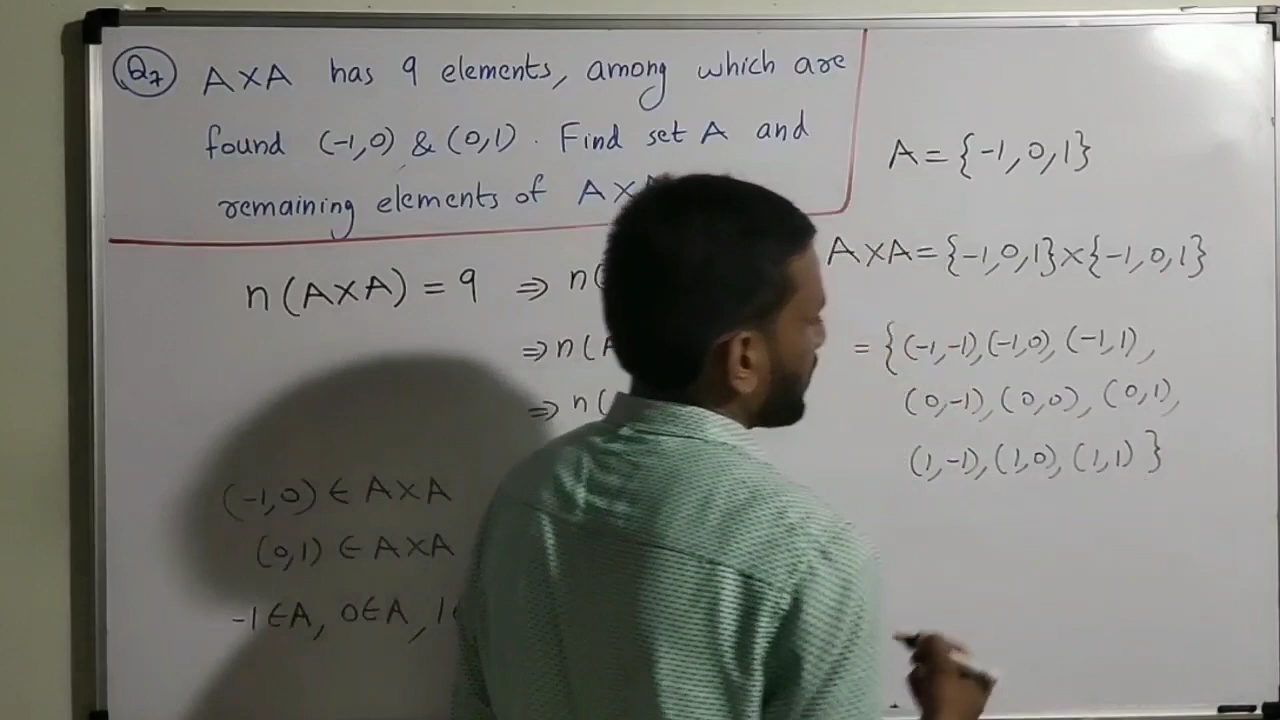 Q7 A×A has 9 elements, among which are
found (-1,0) & (0,1). Find set A and
remaining elements of A×
n(A×A) = 9 ⇒ n(
⇒ n(A
⇒ n(
(-1,0) ∈ A×A
(0,1) ∈ A×A
-1∈A, 0∈A, 1∈
A = {-1,0,1}
A×A = {-1,0,1}×{-1,0,1}
= {(-1,-1),(-1,0),(-1,1),
(0,-1),(0,0),(0,1),
(1,-1),(1,0),(1,1)}